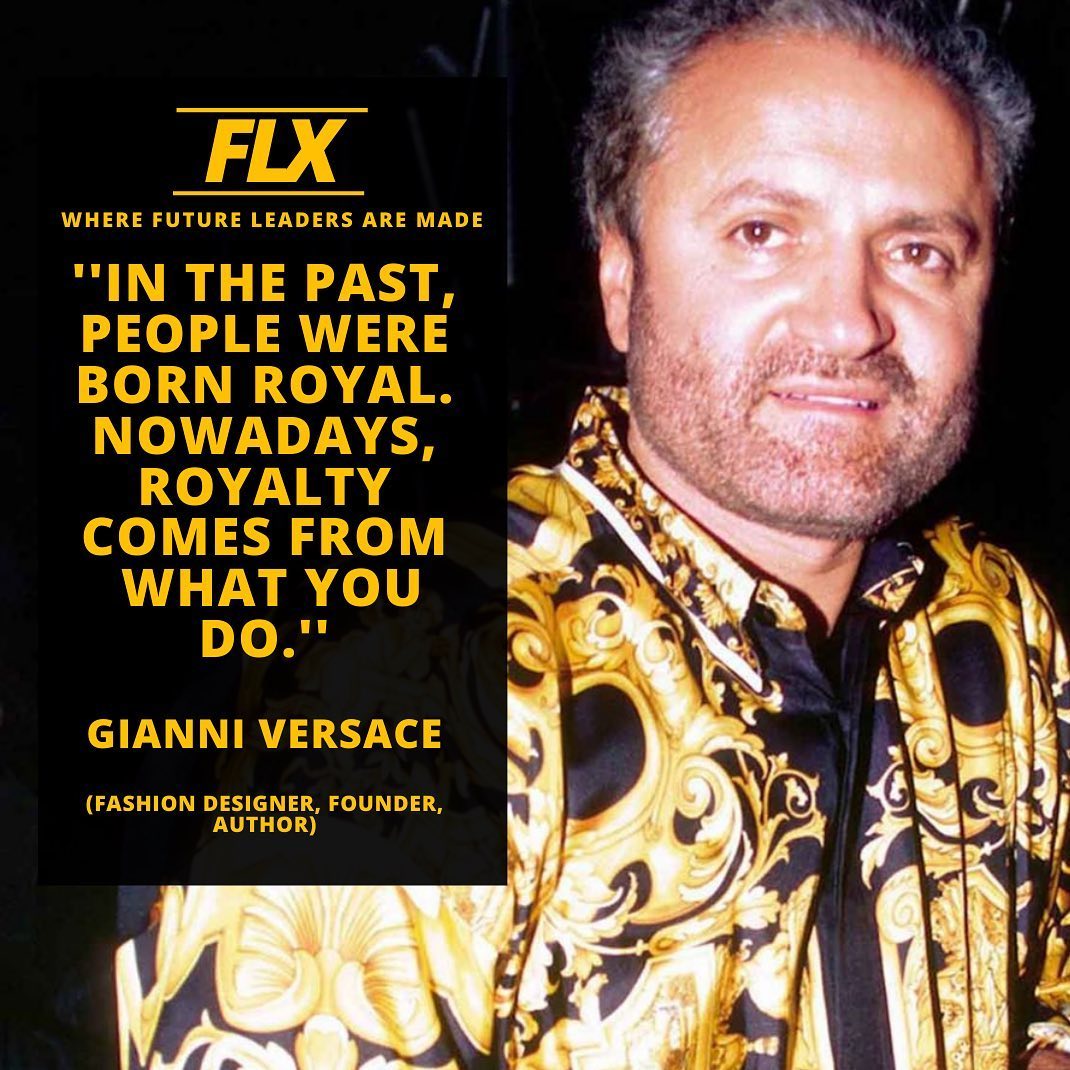 FLX
WHERE FUTURE LEADERS ARE MADE
''IN THE PAST,
PEOPLE WERE
BORN ROYAL.
NOWADAYS,
ROYALTY
COMES FROM
WHAT YOU
DO.''
GIANNI VERSACE
(FASHION DESIGNER, FOUNDER,
AUTHOR)